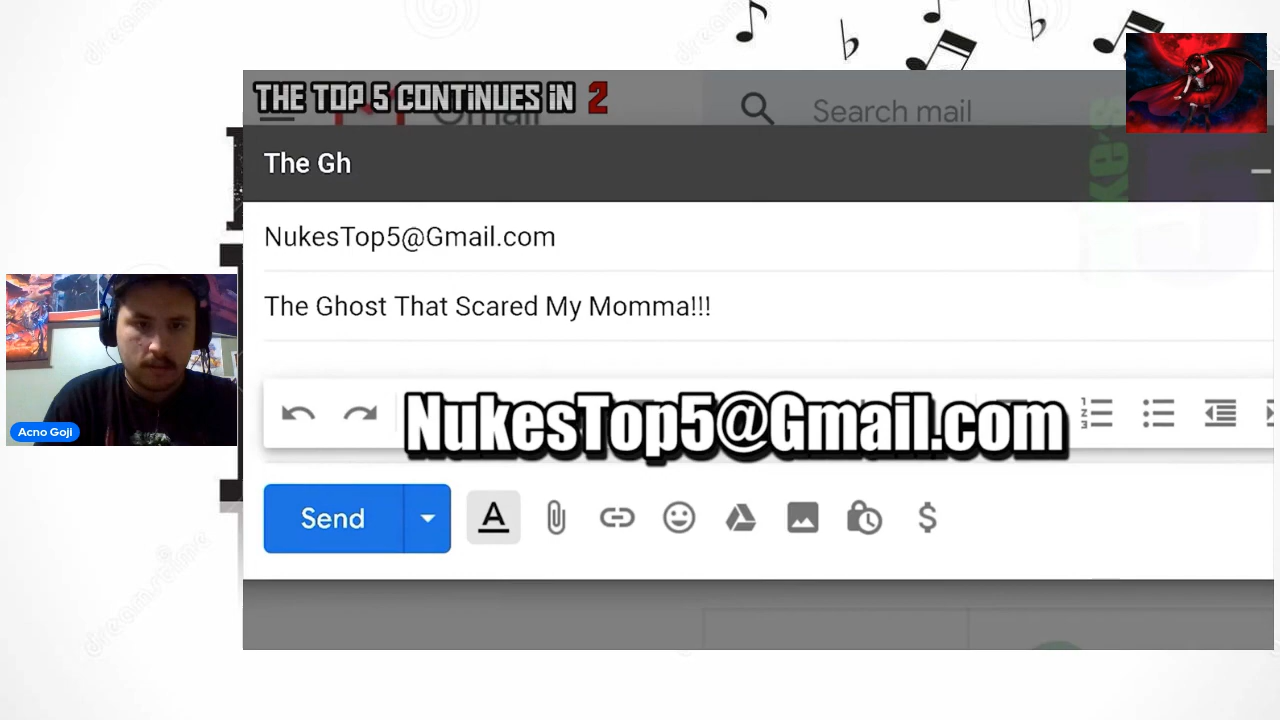 THE TOP 5 CONTINUES IN 2
Gmail
Search mail
The Gh
NukesTop5@Gmail.com
The Ghost That Scared My Momma!!!
NukesTop5@Gmail.com
Send
Acno Goji